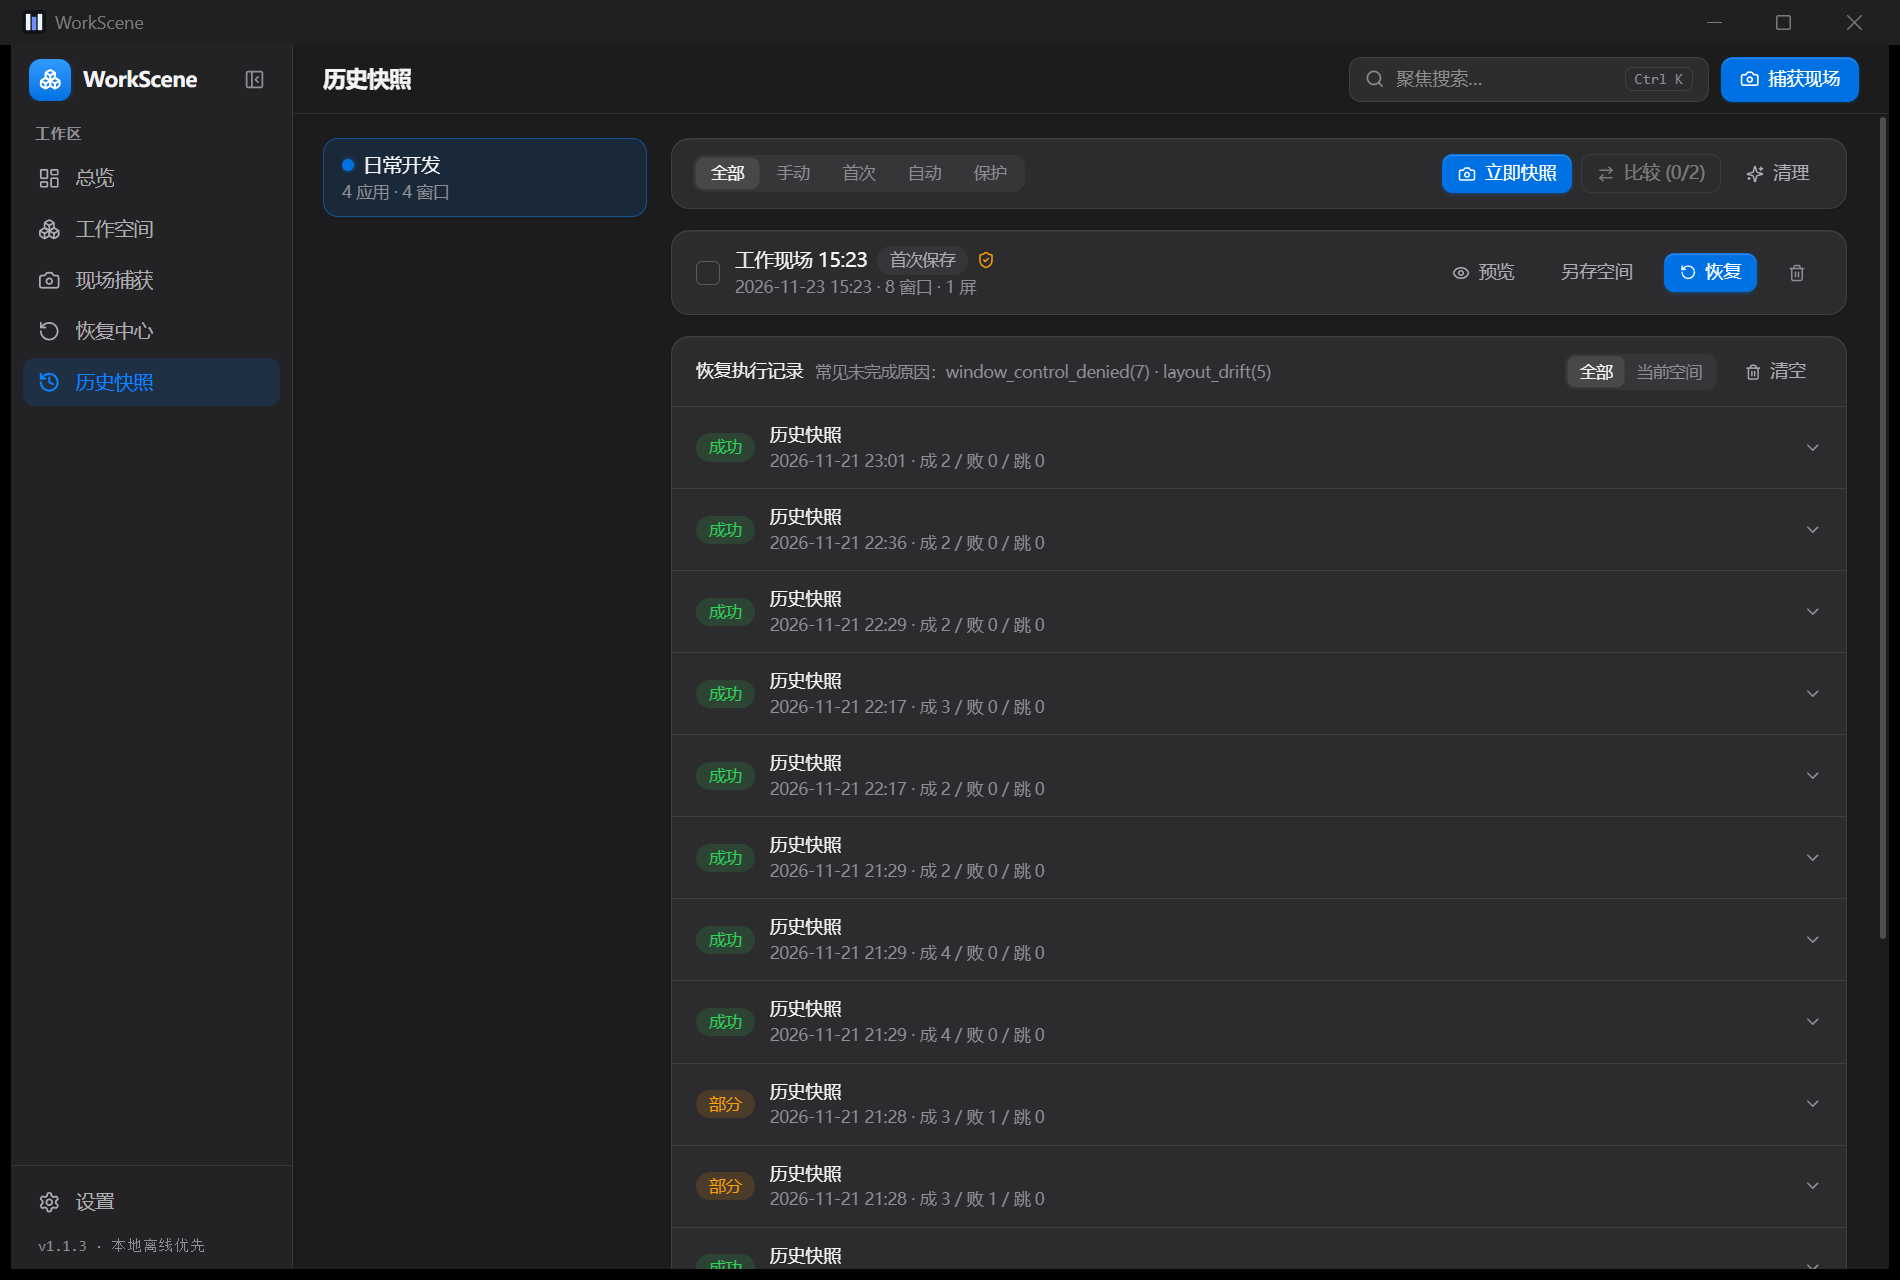 WorkScene
WorkScene
工作区
总览
工作空间
现场捕获
恢复中心
历史快照
设置
v1.1.3 · 本地离线优先
历史快照
聚焦搜索... Ctrl K
捕获现场
日常开发
4 应用 · 4 窗口
全部 手动 首次 自动 保护
立即快照 比较 (0/2) 清理
工作现场 15:23 首次保存
2026-11-23 15:23 · 8 窗口 · 1 屏
预览 另存空间 恢复
恢复执行记录 常见未完成原因: window_control_denied(7) · layout_drift(5)
全部 当前空间 清空
成功 历史快照
2026-11-21 23:01 · 成 2 / 败 0 / 跳 0
成功 历史快照
2026-11-21 22:36 · 成 2 / 败 0 / 跳 0
成功 历史快照
2026-11-21 22:29 · 成 2 / 败 0 / 跳 0
成功 历史快照
2026-11-21 22:17 · 成 3 / 败 0 / 跳 0
成功 历史快照
2026-11-21 22:17 · 成 2 / 败 0 / 跳 0
成功 历史快照
2026-11-21 21:29 · 成 2 / 败 0 / 跳 0
成功 历史快照
2026-11-21 21:29 · 成 4 / 败 0 / 跳 0
成功 历史快照
2026-11-21 21:29 · 成 4 / 败 0 / 跳 0
部分 历史快照
2026-11-21 21:28 · 成 3 / 败 1 / 跳 0
部分 历史快照
2026-11-21 21:28 · 成 3 / 败 1 / 跳 0
成功 历史快照